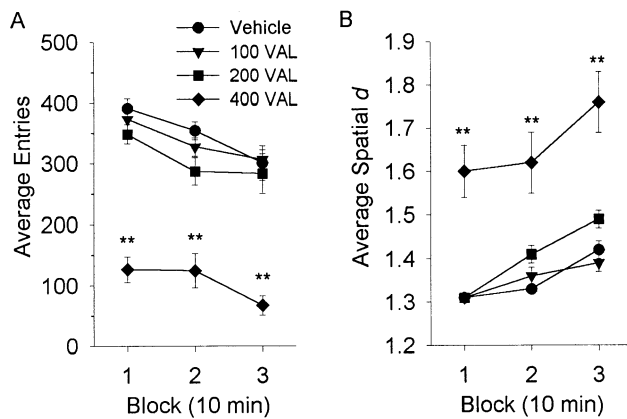 A
Vehicle
100 VAL
200 VAL
400 VAL
Average Entries
500
400
300
200
100
0
**
**
**
1 2 3
Block (10 min)
B
Average Spatial d
1.9
1.8
1.7
1.6
1.5
1.4
1.3
1.2
**
**
**
1 2 3
Block (10 min)